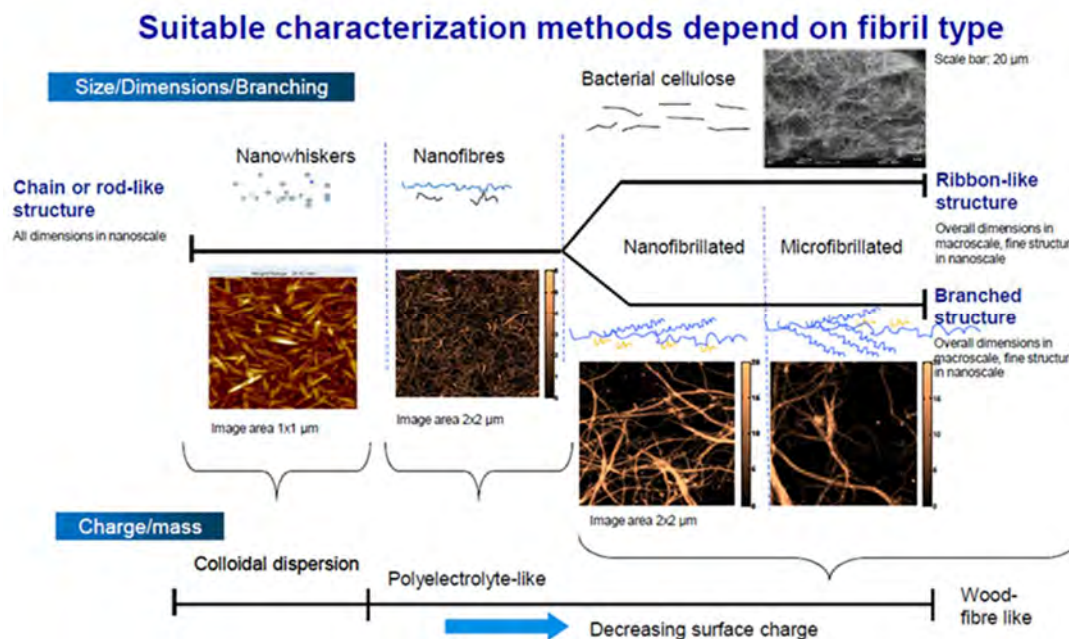 Suitable characterization methods depend on fibril type
Size/Dimensions/Branching
Bacterial cellulose
Scale bar: 20 µm
Nanowhiskers
Nanofibres
Chain or rod-like
structure
All dimensions in nanoscale
Ribbon-like
structure
Overall dimensions in
macroscale, fine structure
in nanoscale
Nanofibrillated
Microfibrillated
Branched
structure
Overall dimensions in
macroscale, fine structure
in nanoscale
Image area 1x1 µm
Image area 2x2 µm
Image area 2x2 µm
Charge/mass
Colloidal dispersion
Polyelectrolyte-like
Decreasing surface charge
Wood-
fibre like